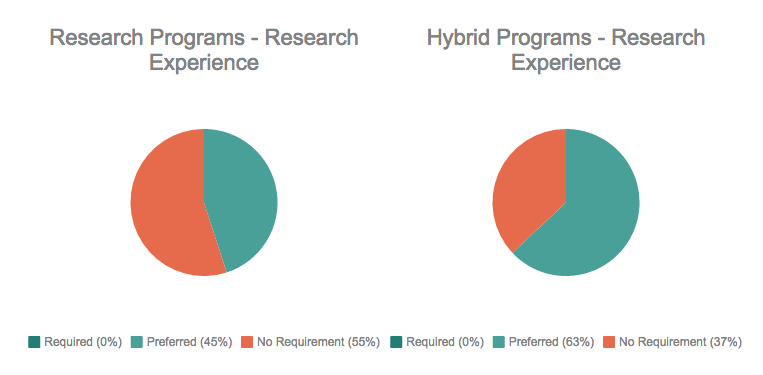 Research Programs - Research
Experience
Hybrid Programs - Research
Experience
Required (0%) Preferred (45%) No Requirement (55%)
Required (0%) Preferred (63%) No Requirement (37%)